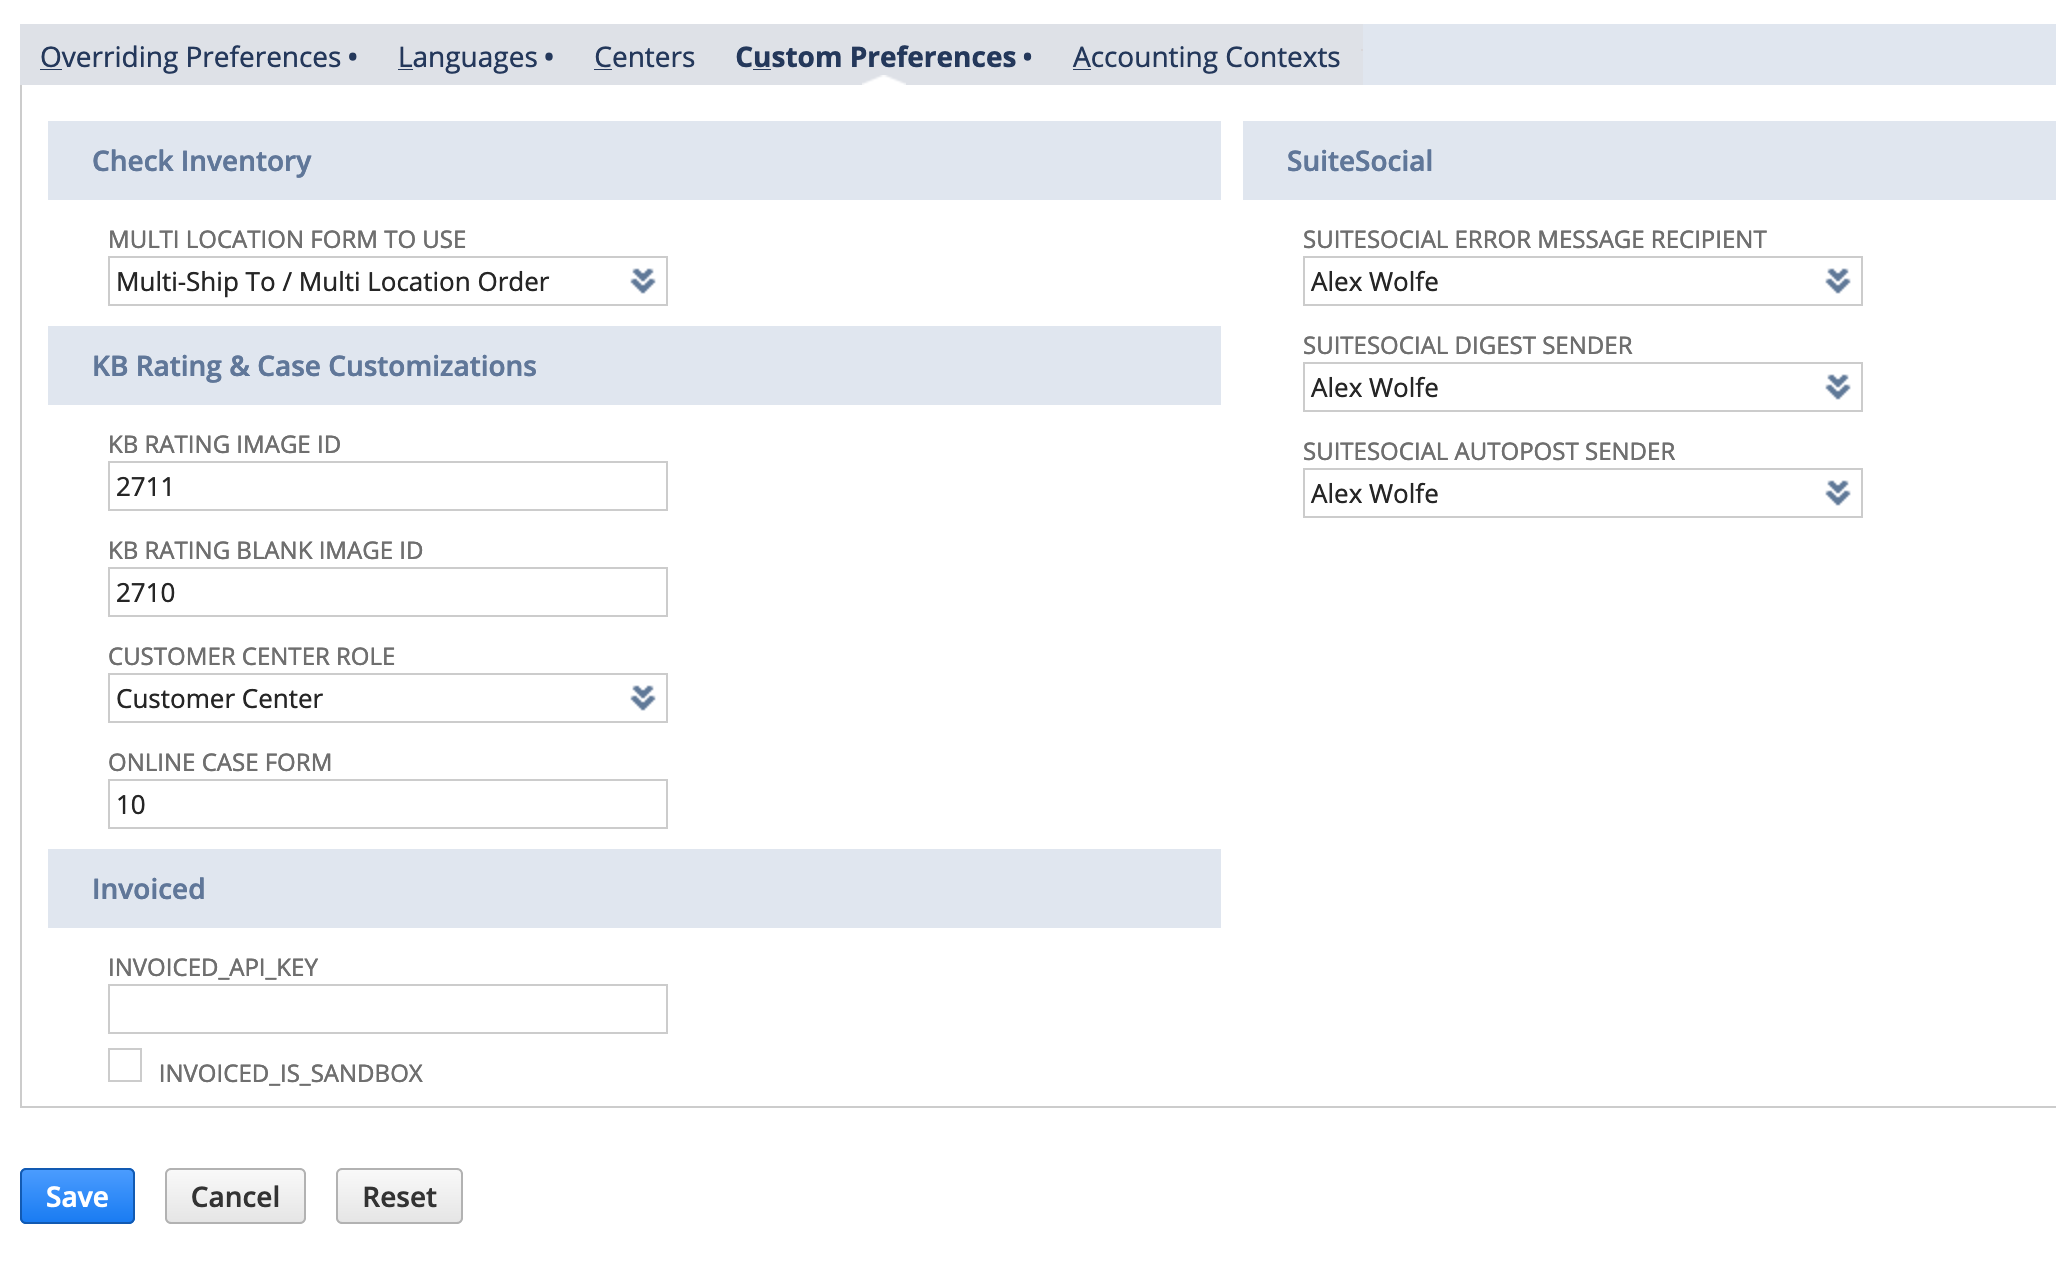 Overriding Preferences • Languages • Centers Custom Preferences • Accounting Contexts
Check Inventory
MULTI LOCATION FORM TO USE
Multi-Ship To / Multi Location Order
KB Rating & Case Customizations
KB RATING IMAGE ID
2711
KB RATING BLANK IMAGE ID
2710
CUSTOMER CENTER ROLE
Customer Center
ONLINE CASE FORM
10
Invoiced
INVOICED_API_KEY
INVOICED_IS_SANDBOX
SuiteSocial
SUITESOCIAL ERROR MESSAGE RECIPIENT
Alex Wolfe
SUITESOCIAL DIGEST SENDER
Alex Wolfe
SUITESOCIAL AUTOPOST SENDER
Alex Wolfe
Save Cancel Reset